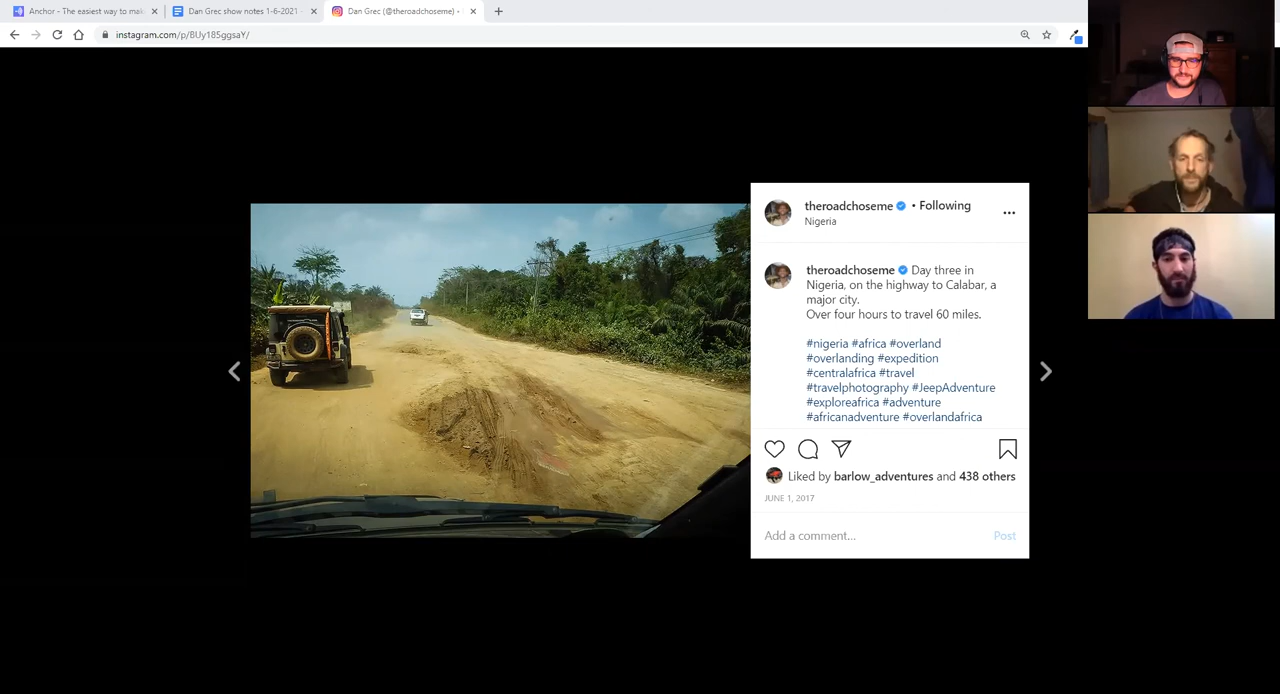 Anchor - The easiest way to mak
Dan Grec show notes 1-6-2021 -
Dan Grec (@theroadchoseme) •
instagram.com/p/BUy185ggsaY/
theroadchoseme • Following
Nigeria
theroadchoseme Day three in
Nigeria, on the highway to Calabar, a
major city.
Over four hours to travel 60 miles.
#nigeria #africa #overland
#overlanding #expedition
#centralafrica #travel
#travelphotography #JeepAdventure
#exploreafrica #adventure
#africanadventure #overlandafrica
Liked by barlow_adventures and 438 others
JUNE 1, 2017
Add a comment...
Post